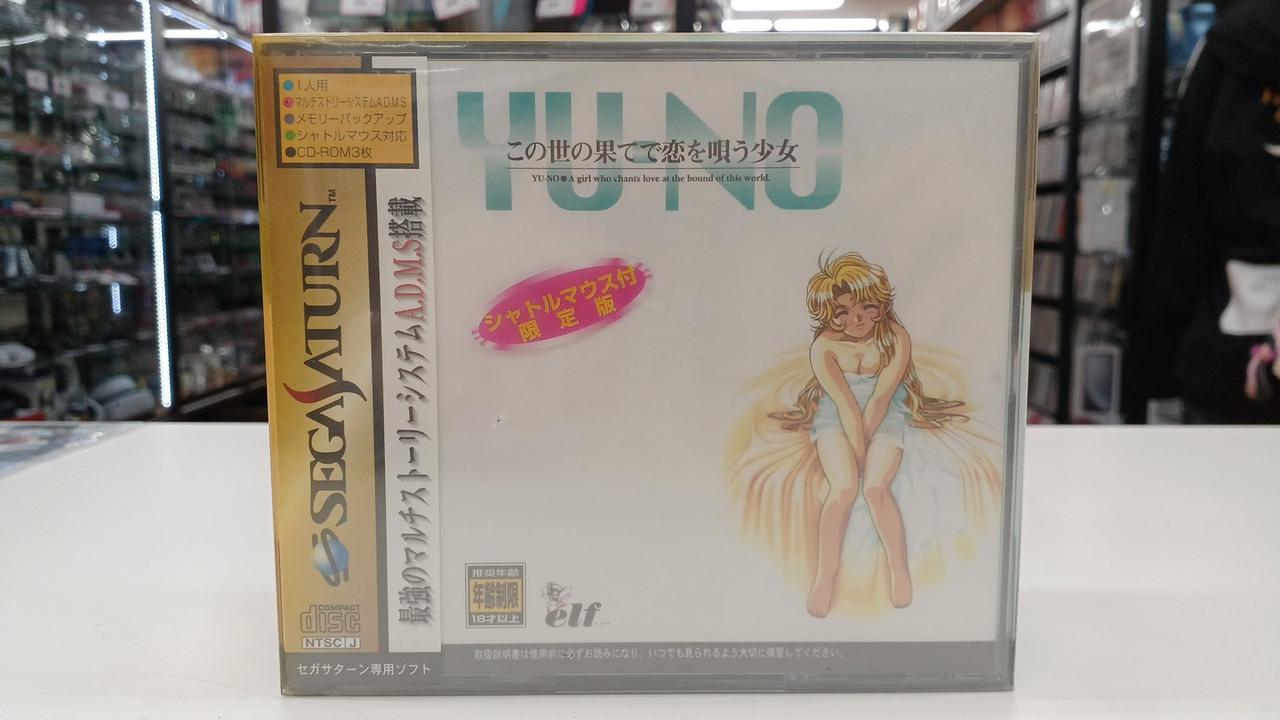 ●1人用
●マルチストーリーシステムA.D.M.S
●メモリーバックアップ
●シャトルマウス対応
●CD-ROM3枚
SEGA SATURN™
COMPACT
disc
NTSC J
セガサターン専用ソフト
最強のマルチストーリーシステムA.D.M.S搭載
YU-NO
この世の果てで恋を唄う少女
YU-NO●A girl who chants love at the bound of this world.
シャトルマウス付
限定版
推奨年齢
年齢制限
18才以上
elf
取扱説明書は使用前に必ずお読みになり、いつでも見られるよう大切に保管してください。